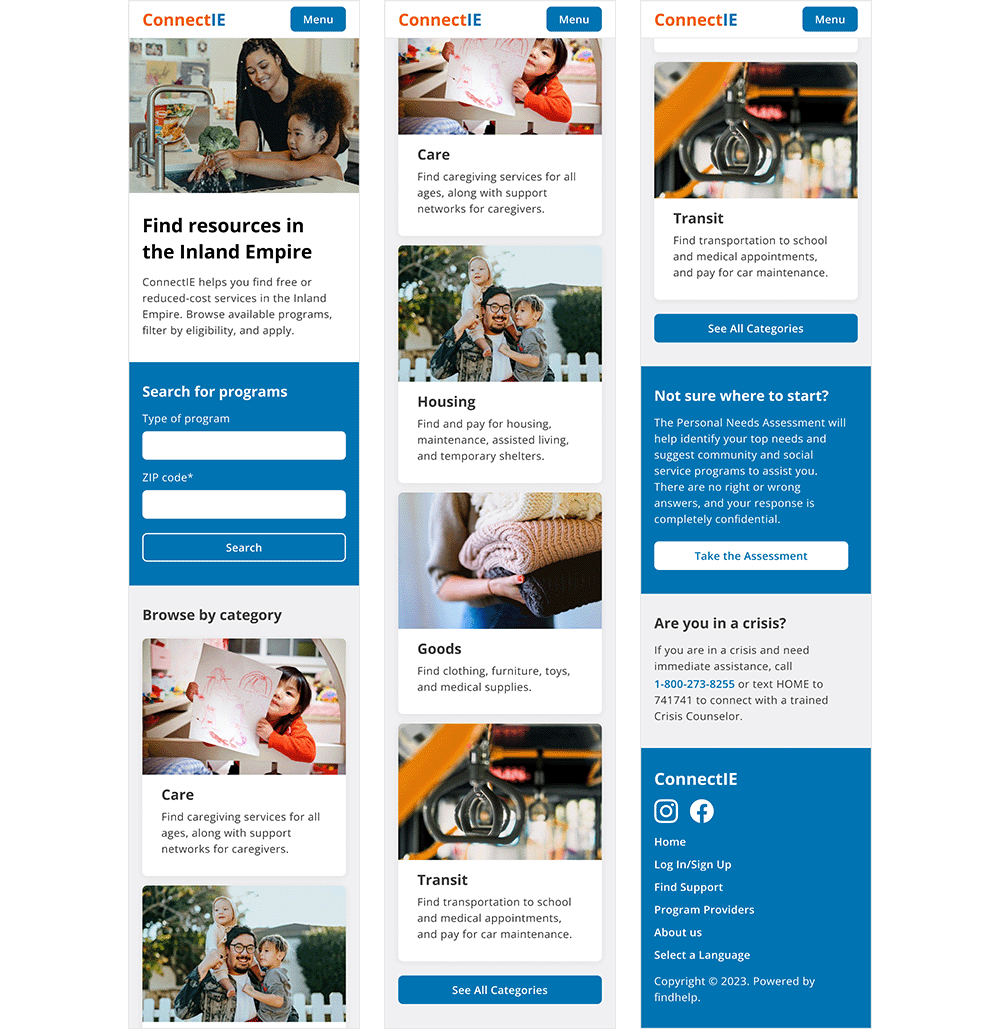 ConnectIE
Menu
Find resources in
the Inland Empire
ConnectIE helps you find free or
reduced-cost services in the Inland
Empire. Browse available programs,
filter by eligibility, and apply.
Search for programs
Type of program
ZIP code*
Search
Browse by category
Care
Find caregiving services for all
ages, along with support
networks for caregivers.
ConnectIE
Menu
Care
Find caregiving services for all
ages, along with support
networks for caregivers.
Housing
Find and pay for housing,
maintenance, assisted living,
and temporary shelters.
Goods
Find clothing, furniture, toys,
and medical supplies.
Transit
Find transportation to school
and medical appointments,
and pay for car maintenance.
See All Categories
ConnectIE
Menu
Transit
Find transportation to school
and medical appointments,
and pay for car maintenance.
See All Categories
Not sure where to start?
The Personal Needs Assessment will
help identify your top needs and
suggest community and social
service programs to assist you.
There are no right or wrong
answers, and your response is
completely confidential.
Take the Assessment
Are you in a crisis?
If you are in a crisis and need
immediate assistance, call
1-800-273-8255 or text HOME to
741741 to connect with a trained
Crisis Counselor.
ConnectIE
Home
Log In/Sign Up
Find Support
Program Providers
About us
Select a Language
Copyright © 2023. Powered by
findhelp.